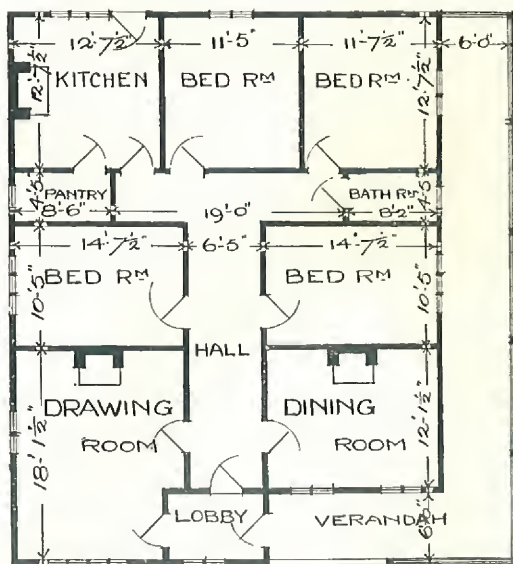 12'·7½" 11'·5" 11'·7½" 6'·0"
12'·7½" KITCHEN BED RM BED RM 12'·7½"
4'·5" PANTRY BATH RM 4'·5"
8'·6" 19'·0" 8'·2"
14'·7½" 6'·5" 14'·7½"
10'·5" BED RM BED RM 10'·5"
HALL
DRAWING DINING
ROOM ROOM
18'·1½" 12'·1½"
LOBBY VERANDAH